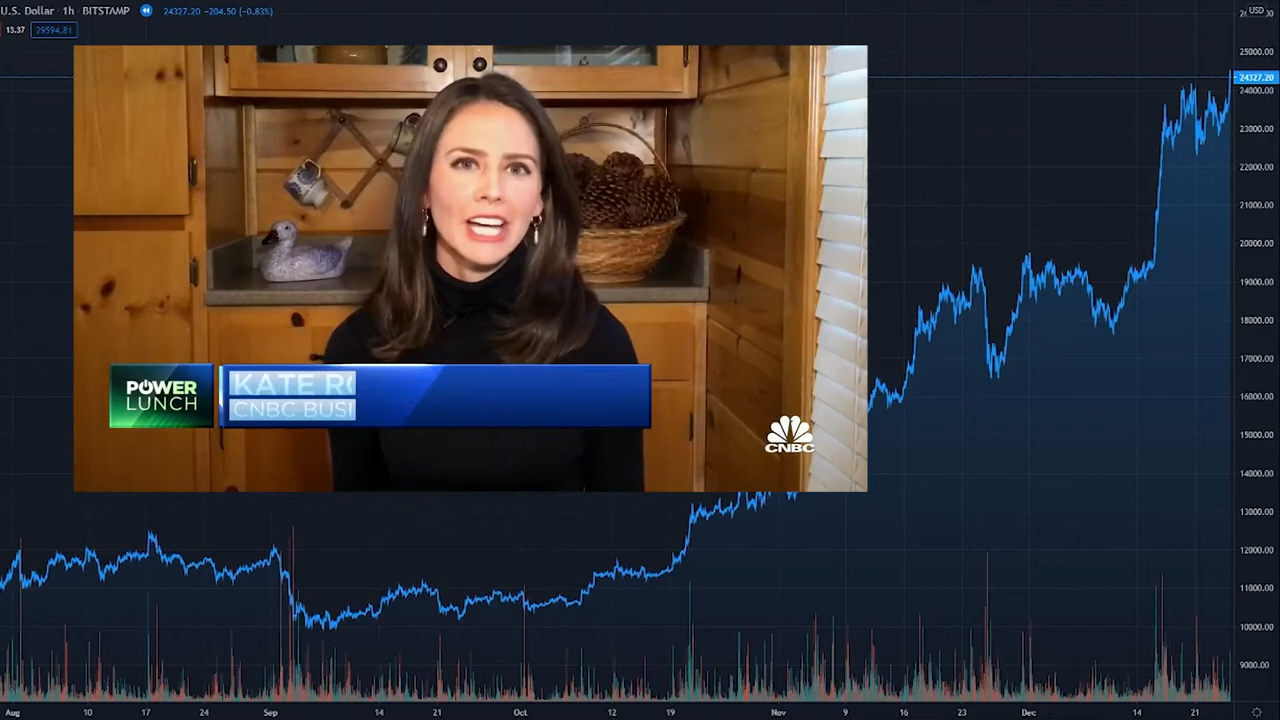 U.S. Dollar · 1h · BITSTAMP 24327.20 −204.50 (−0.83%)
13.37 29594.81
USD
25000.00
24327.20
24000.00
23000.00
22000.00
21000.00
20000.00
19000.00
18000.00
17000.00
16000.00
15000.00
14000.00
13000.00
12000.00
11000.00
10000.00
9000.00
POWER
LUNCH
KATE R
CNBC BUSI
CNBC
Aug 10 17 24 Sep 14 21 Oct 12 19 Nov 9 16 23 Dec 14 21